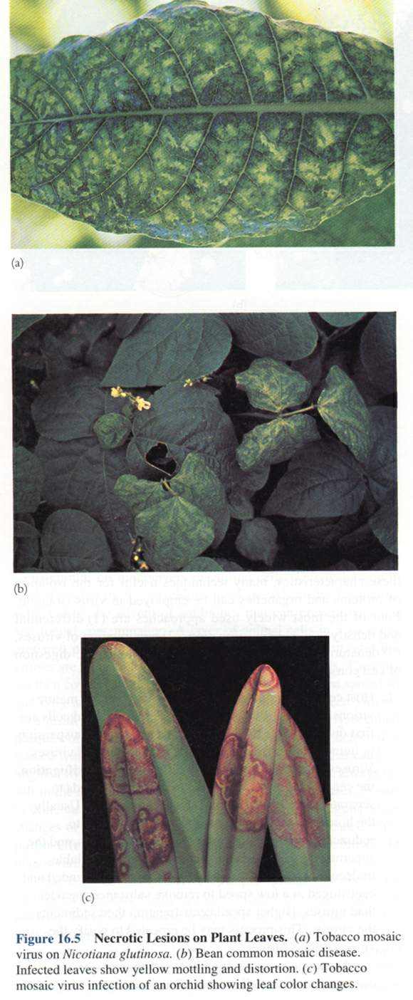 (a)
(b)
(c)
Figure 16.5 Necrotic Lesions on Plant Leaves. (a) Tobacco mosaic
virus on Nicotiana glutinosa. (b) Bean common mosaic disease.
Infected leaves show yellow mottling and distortion. (c) Tobacco
mosaic virus infection of an orchid showing leaf color changes.